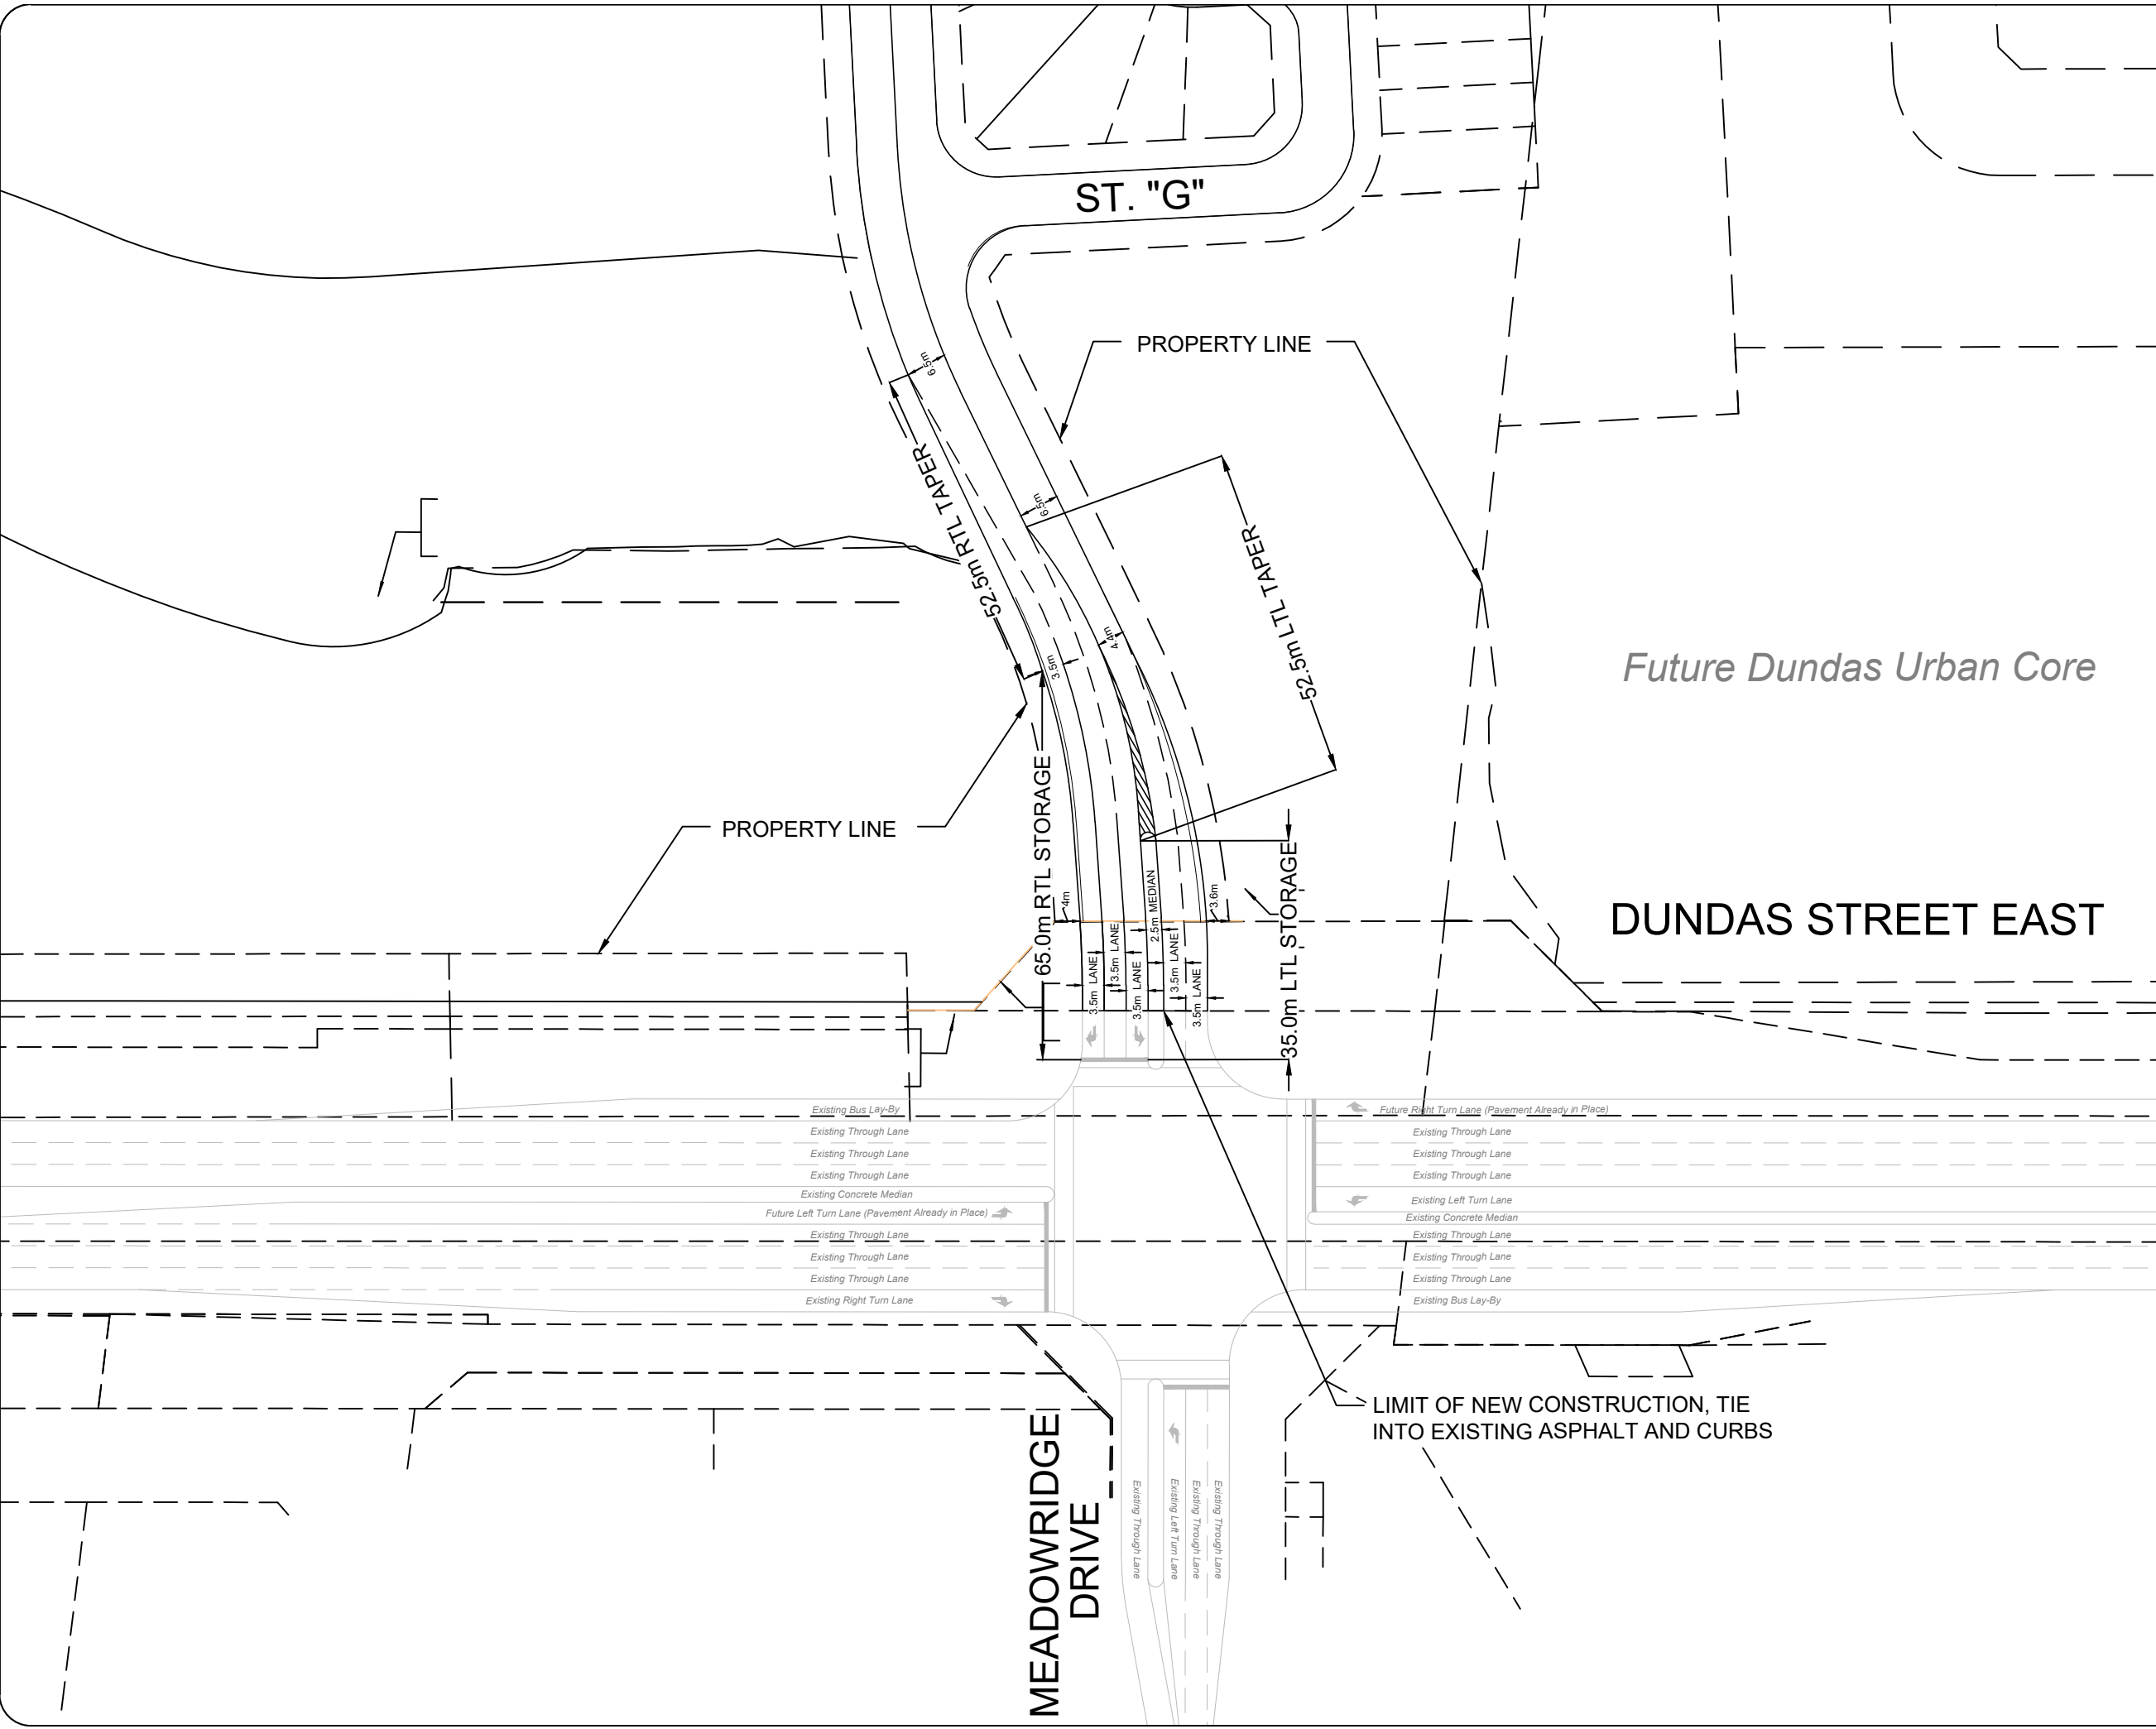 ST. "G"
PROPERTY LINE
6.5m
52.5m RTL TAPER
6.5m
52.5m LTL TAPER
4.4m
3.5m
Future Dundas Urban Core
PROPERTY LINE
65.0m RTL STORAGE
35.0m LTL STORAGE
4m
2.5m MEDIAN
3.6m
DUNDAS STREET EAST
3.5m LANE
3.5m LANE
3.5m LANE
3.5m LANE
3.5m LANE
Existing Bus Lay-By
Existing Through Lane
Existing Through Lane
Existing Through Lane
Existing Concrete Median
Future Left Turn Lane (Pavement Already in Place)
Existing Through Lane
Existing Through Lane
Existing Through Lane
Existing Right Turn Lane
Future Right Turn Lane (Pavement Already in Place)
Existing Through Lane
Existing Through Lane
Existing Through Lane
Existing Left Turn Lane
Existing Concrete Median
Existing Through Lane
Existing Through Lane
Existing Through Lane
Existing Bus Lay-By
LIMIT OF NEW CONSTRUCTION, TIE
INTO EXISTING ASPHALT AND CURBS
MEADOWRIDGE
DRIVE
Existing Through Lane
Existing Left Turn Lane
Existing Through Lane
Existing Through Lane